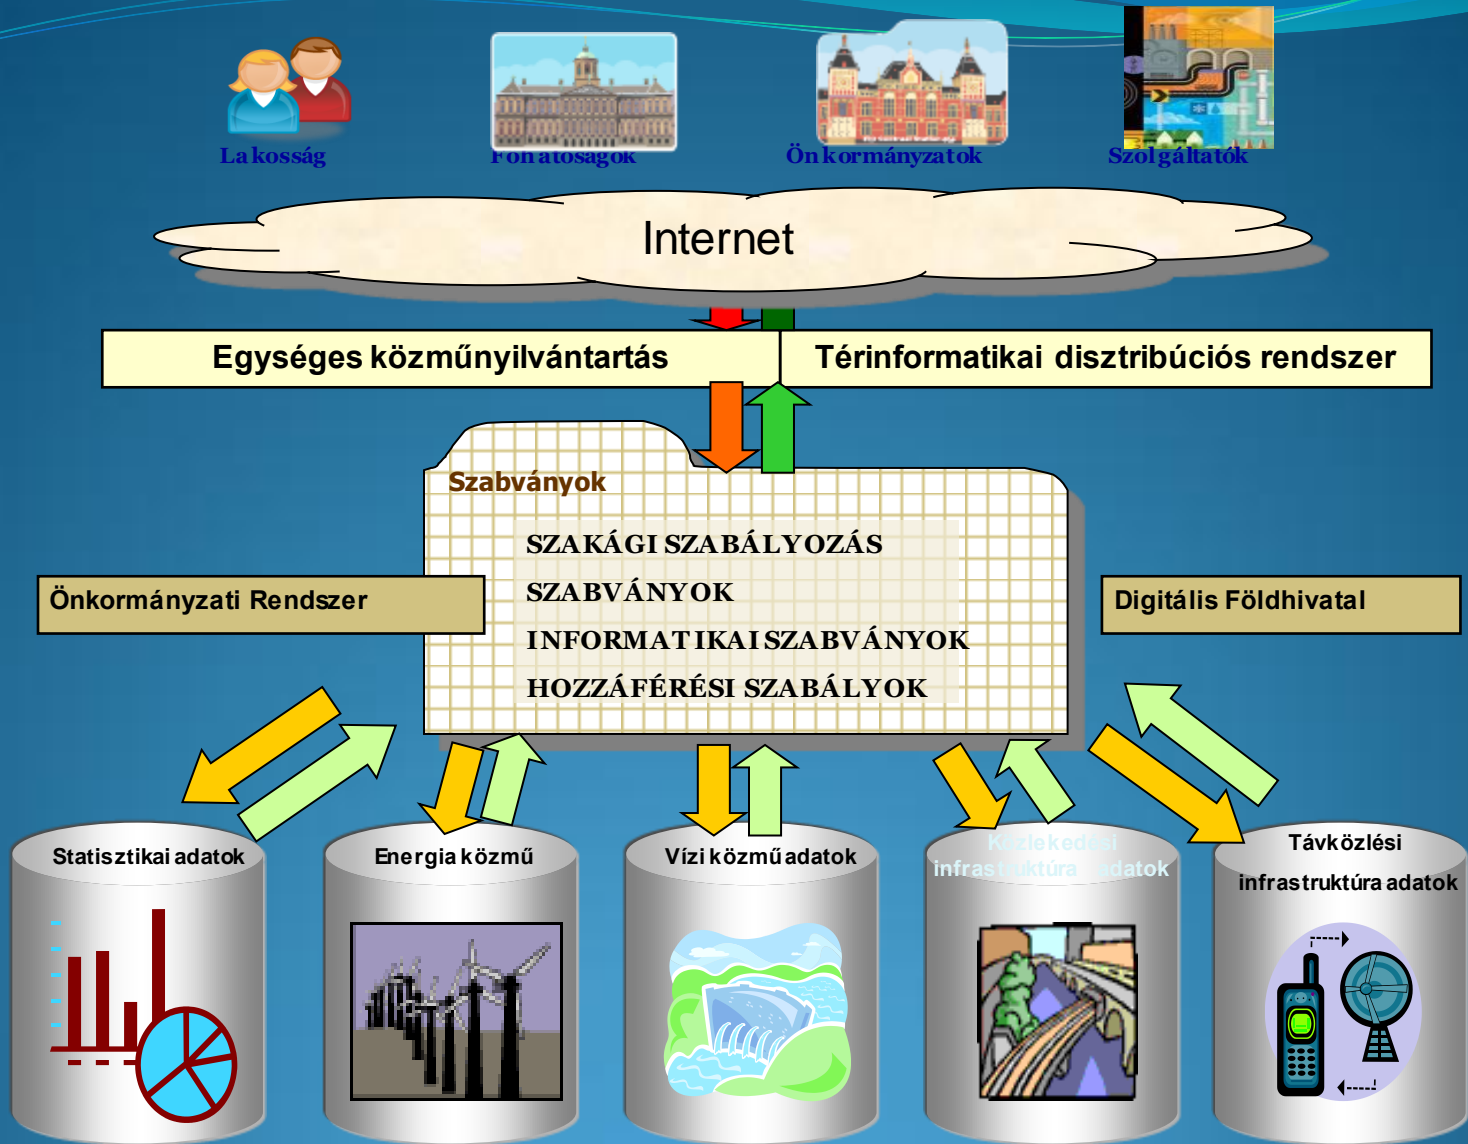 Lakosság
Főhatóságok
Önkormányzatok
Szolgáltatók
Internet
Egységes közműnyilvántartás
Térinformatikai disztribúciós rendszer
Szabványok
SZAKÁGI SZABÁLYOZÁS
SZABVÁNYOK
INFORMATIKAI SZABVÁNYOK
HOZZÁFÉRÉSI SZABÁLYOK
Önkormányzati Rendszer
Digitális Földhivatal
Statisztikai adatok
Energia közmű
Vízi közmű adatok
Közlekedési
infrastruktúra adatok
Távközlési
infrastruktúra adatok